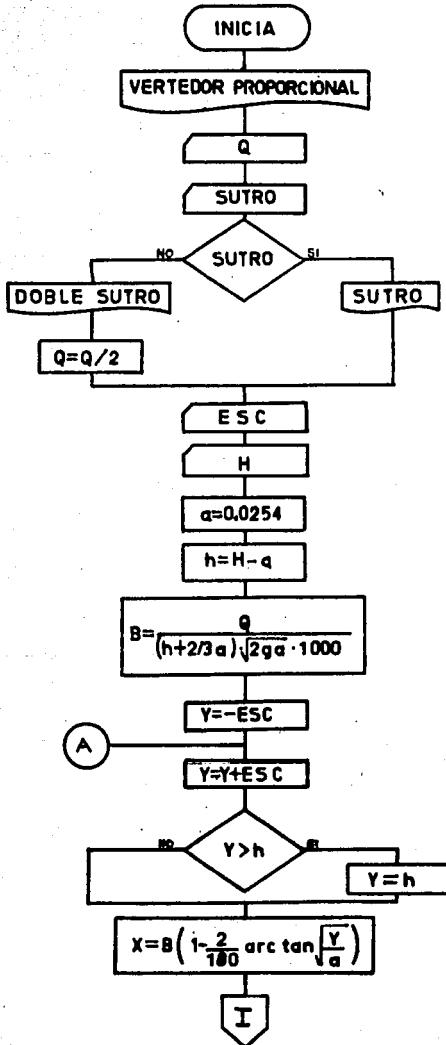 INICIA
VERTEDOR PROPORCIONAL
Q
SUTRO
NO SUTRO SI
DOBLE SUTRO SUTRO
Q=Q/2
ESC
H
a=0.0254
h=H-a
B= Q / (h+2/3a)√2ga·1000
Y=-ESC
A
Y=Y+ESC
NO Y>h SI
Y=h
X=B(1-2/180 arc tan√Y/a)
I